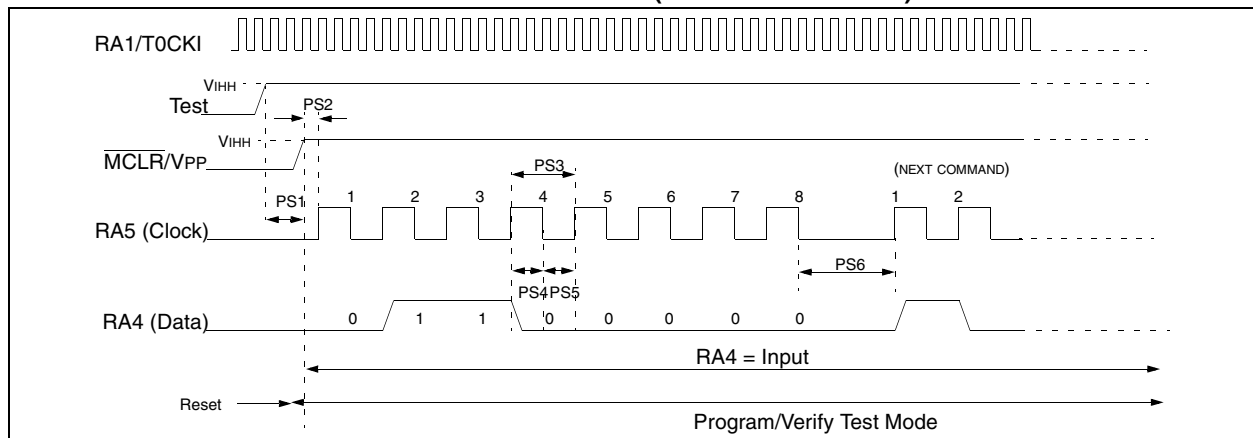 RA1/T0CKI
VIHH
Test
PS2
VIHH
MCLR/VPP
PS3
(NEXT COMMAND)
PS1
1 2 3 4 5 6 7 8 1 2
RA5 (Clock)
PS6
PS4 PS5
RA4 (Data)
0 1 1 0 0 0 0 0
RA4 = Input
Reset
Program/Verify Test Mode